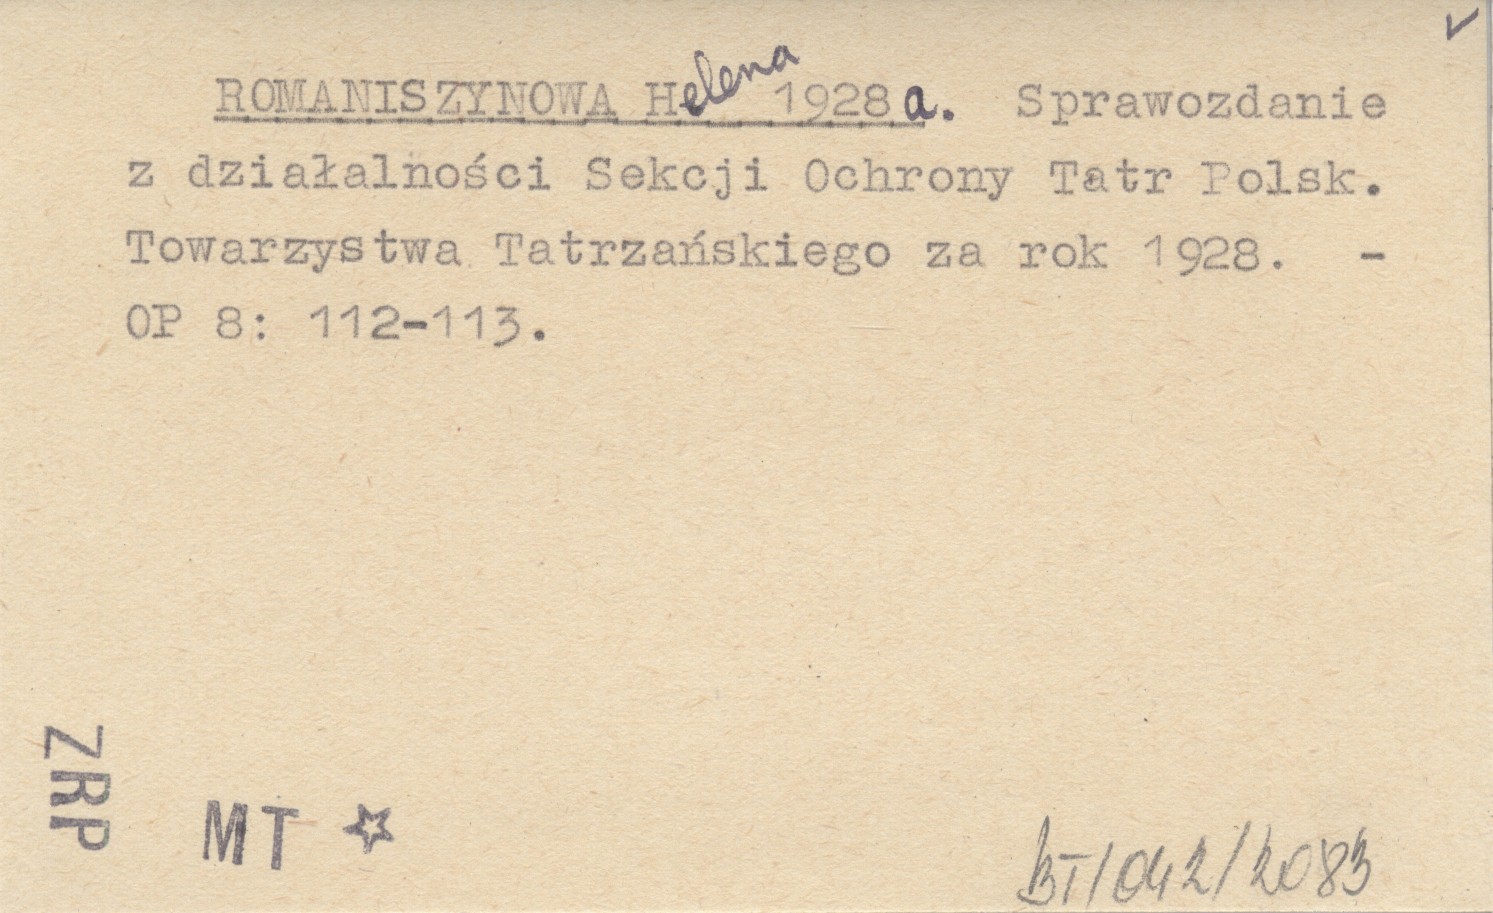 ROMANISZYNOWA Helena 1928a. Sprawozdanie
z działalności Sekcji Ochrony Tatr Polsk.
Towarzystwa Tatrzańskiego za rok 1928. -
OP 8: 112-113.
ZRP
MT
BT/042/2083